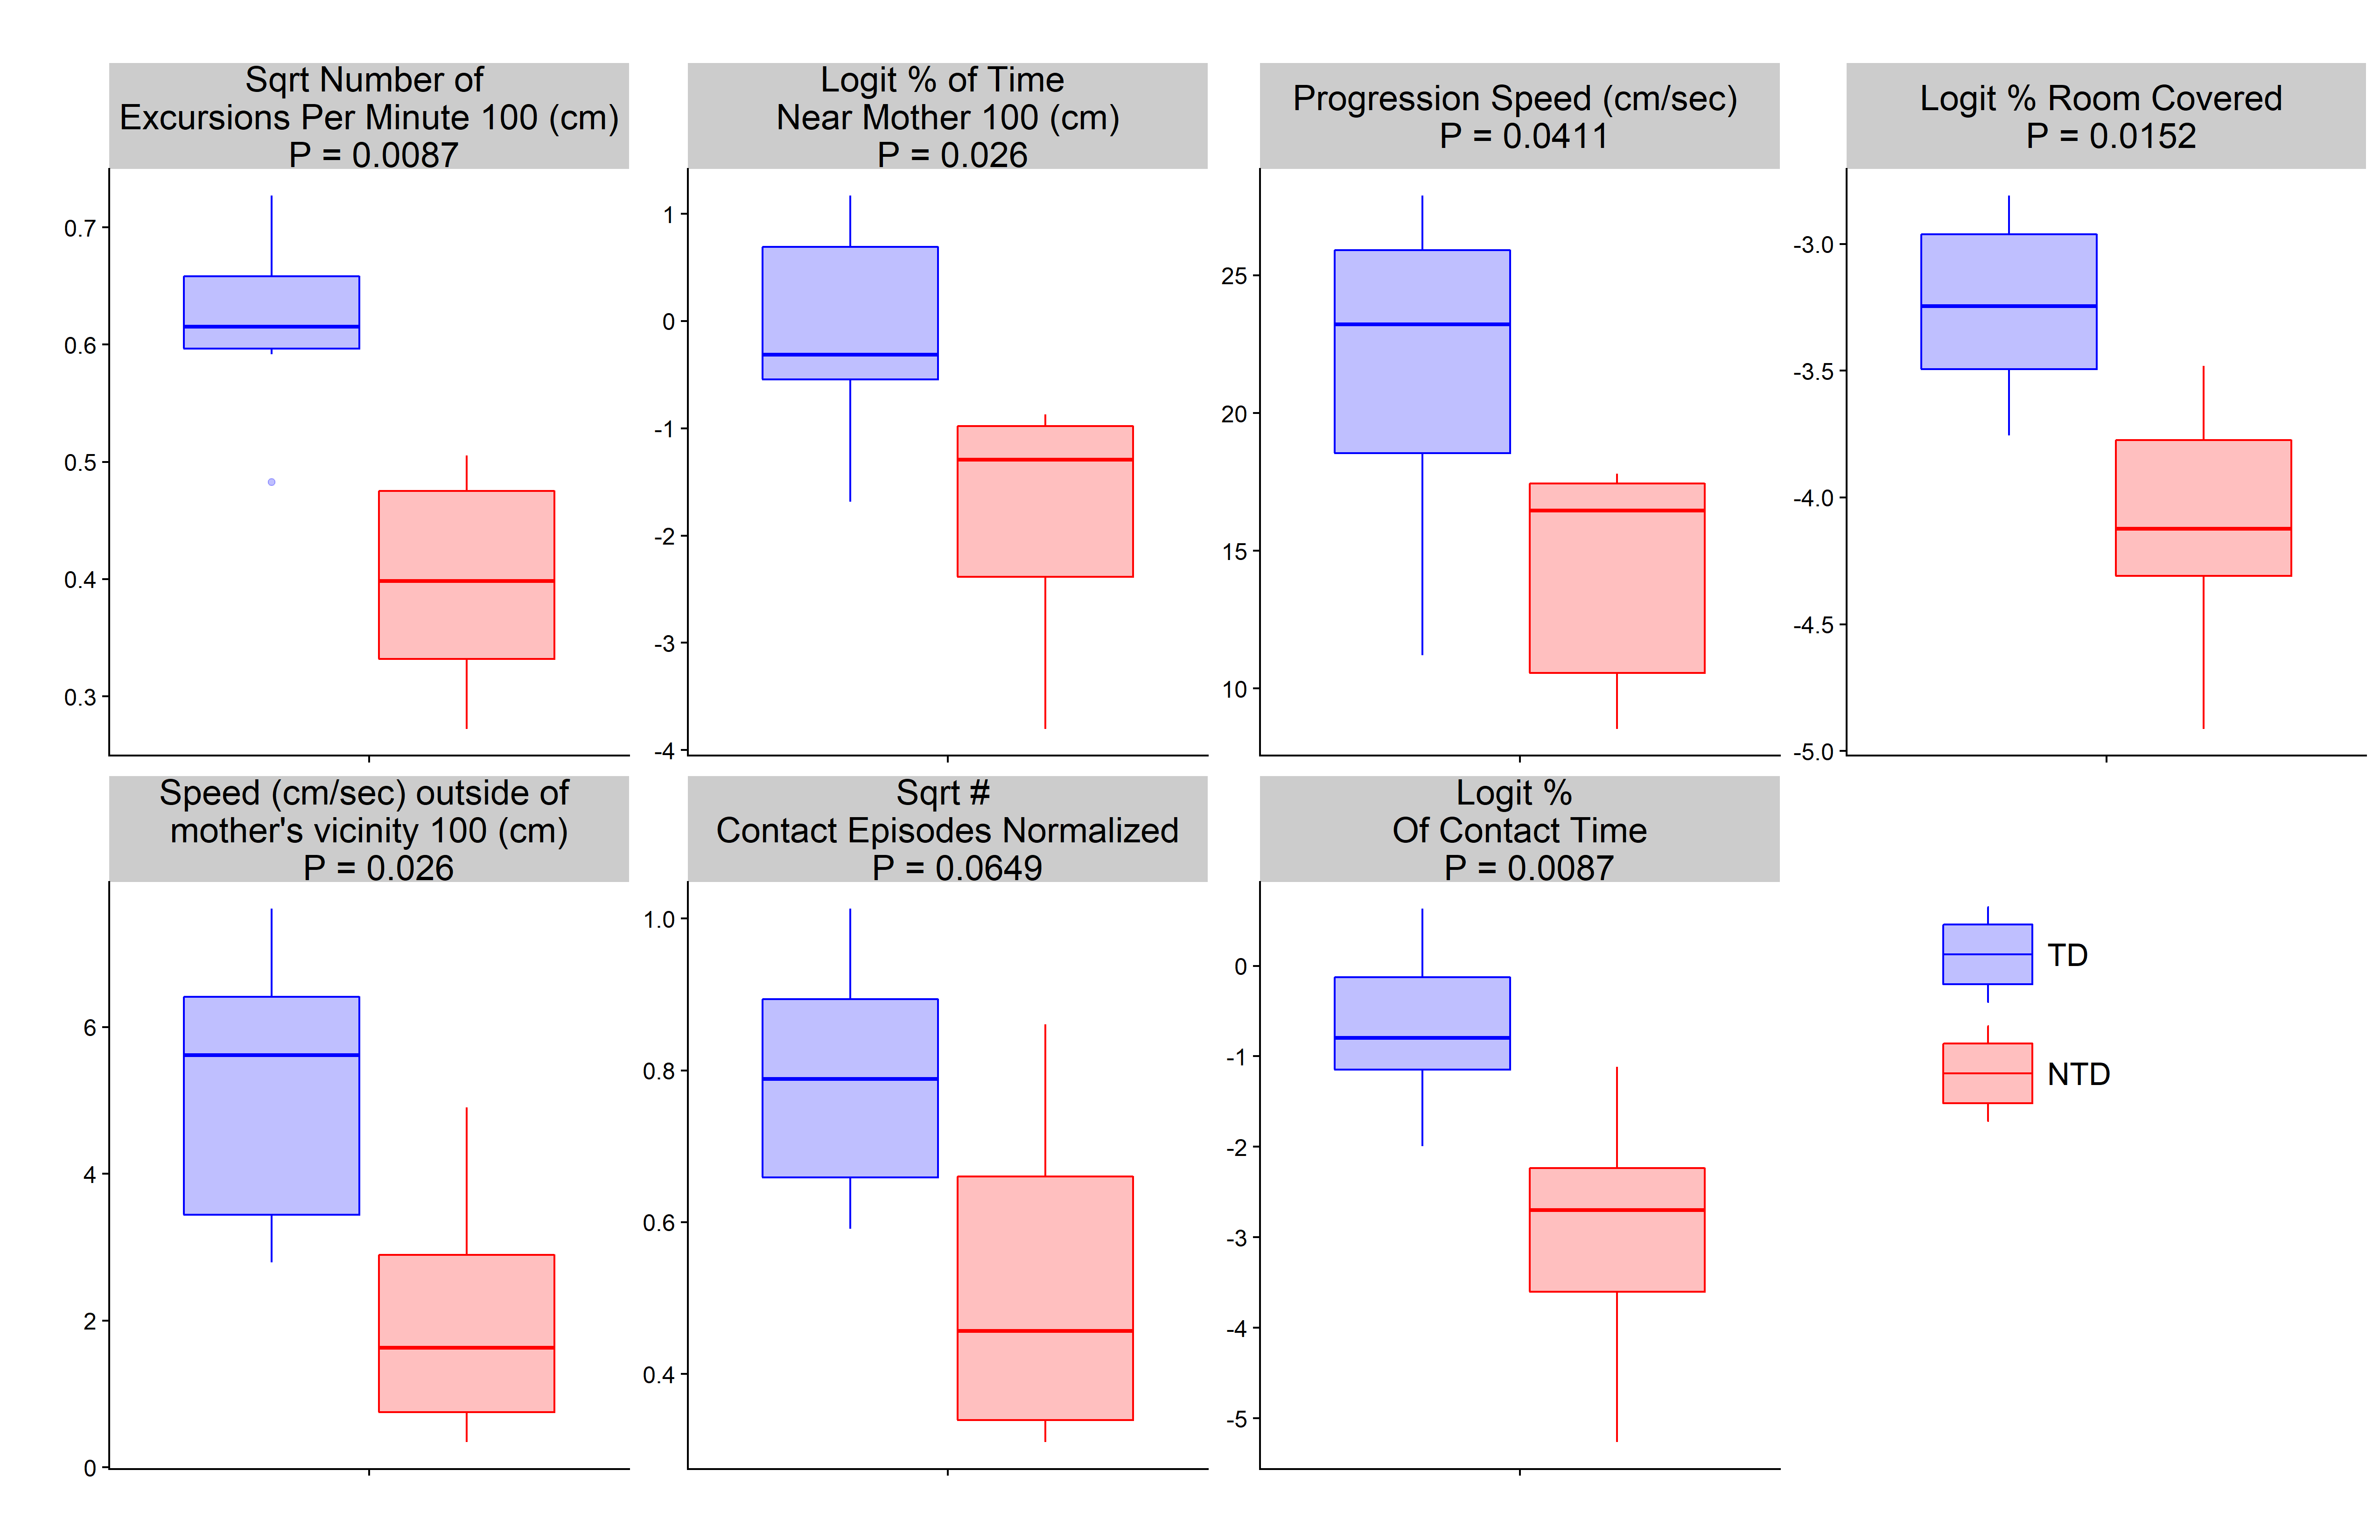 Sqrt Number of
Excursions Per Minute 100 (cm)
P = 0.0087
0.7
0.6
0.5
0.4
0.3
Logit % of Time
Near Mother 100 (cm)
P = 0.026
1
0
-1
-2
-3
-4
Progression Speed (cm/sec)
P = 0.0411
25
20
15
10
Logit % Room Covered
P = 0.0152
-3.0
-3.5
-4.0
-4.5
-5.0
Speed (cm/sec) outside of
mother's vicinity 100 (cm)
P = 0.026
6
4
2
0
Sqrt #
Contact Episodes Normalized
P = 0.0649
1.0
0.8
0.6
0.4
Logit %
Of Contact Time
P = 0.0087
0
-1
-2
-3
-4
-5
TD
NTD